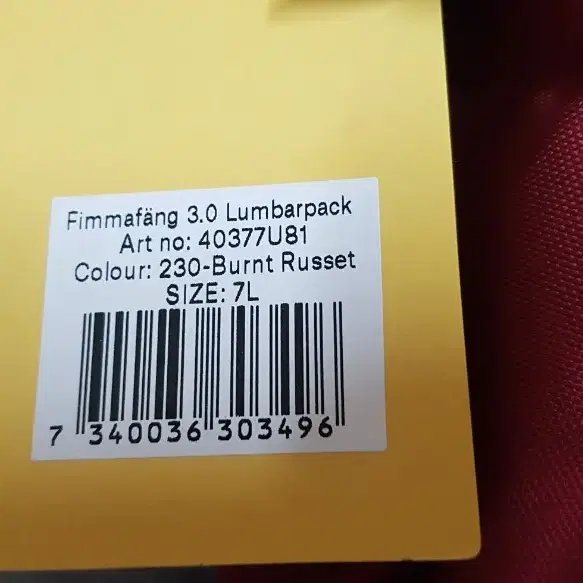 Fimmafäng 3.0 Lumbarpack
Art no: 40377U81
Colour: 230-Burnt Russet
SIZE: 7L
7 340036 303496